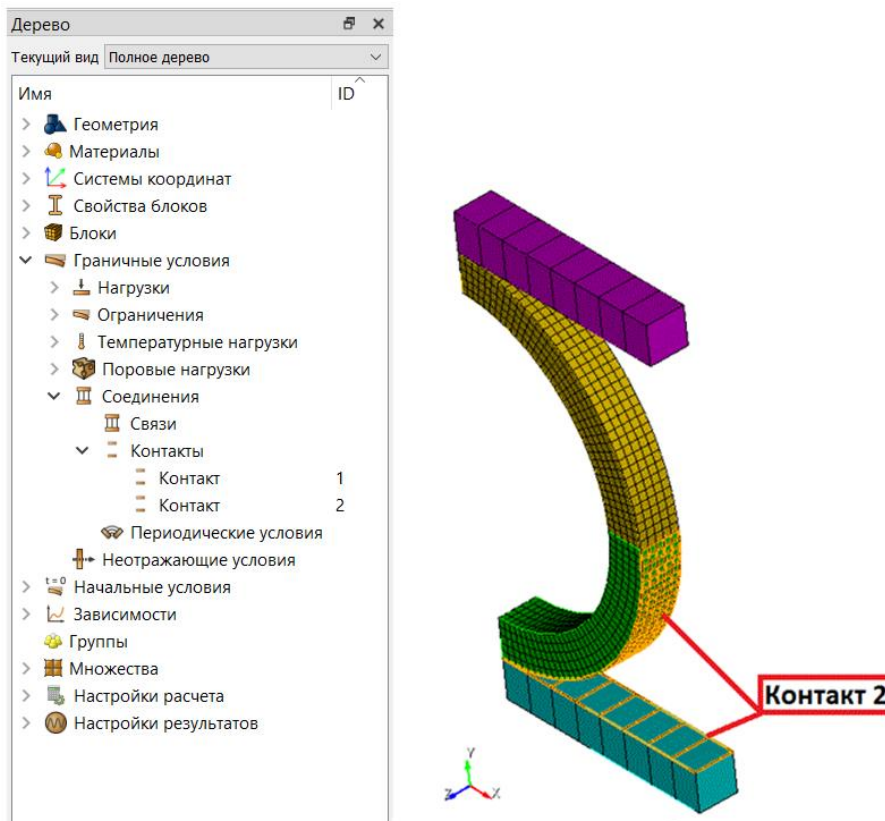 Дерево
Текущий вид Полное дерево
Имя ID
Геометрия
Материалы
Системы координат
Свойства блоков
Блоки
Граничные условия
Нагрузки
Ограничения
Температурные нагрузки
Поровые нагрузки
Соединения
Связи
Контакты
Контакт 1
Контакт 2
Периодические условия
Неотражающие условия
t=0 Начальные условия
Зависимости
Группы
Множества
Настройки расчета
Настройки результатов
Контакт 2
Y
Z X